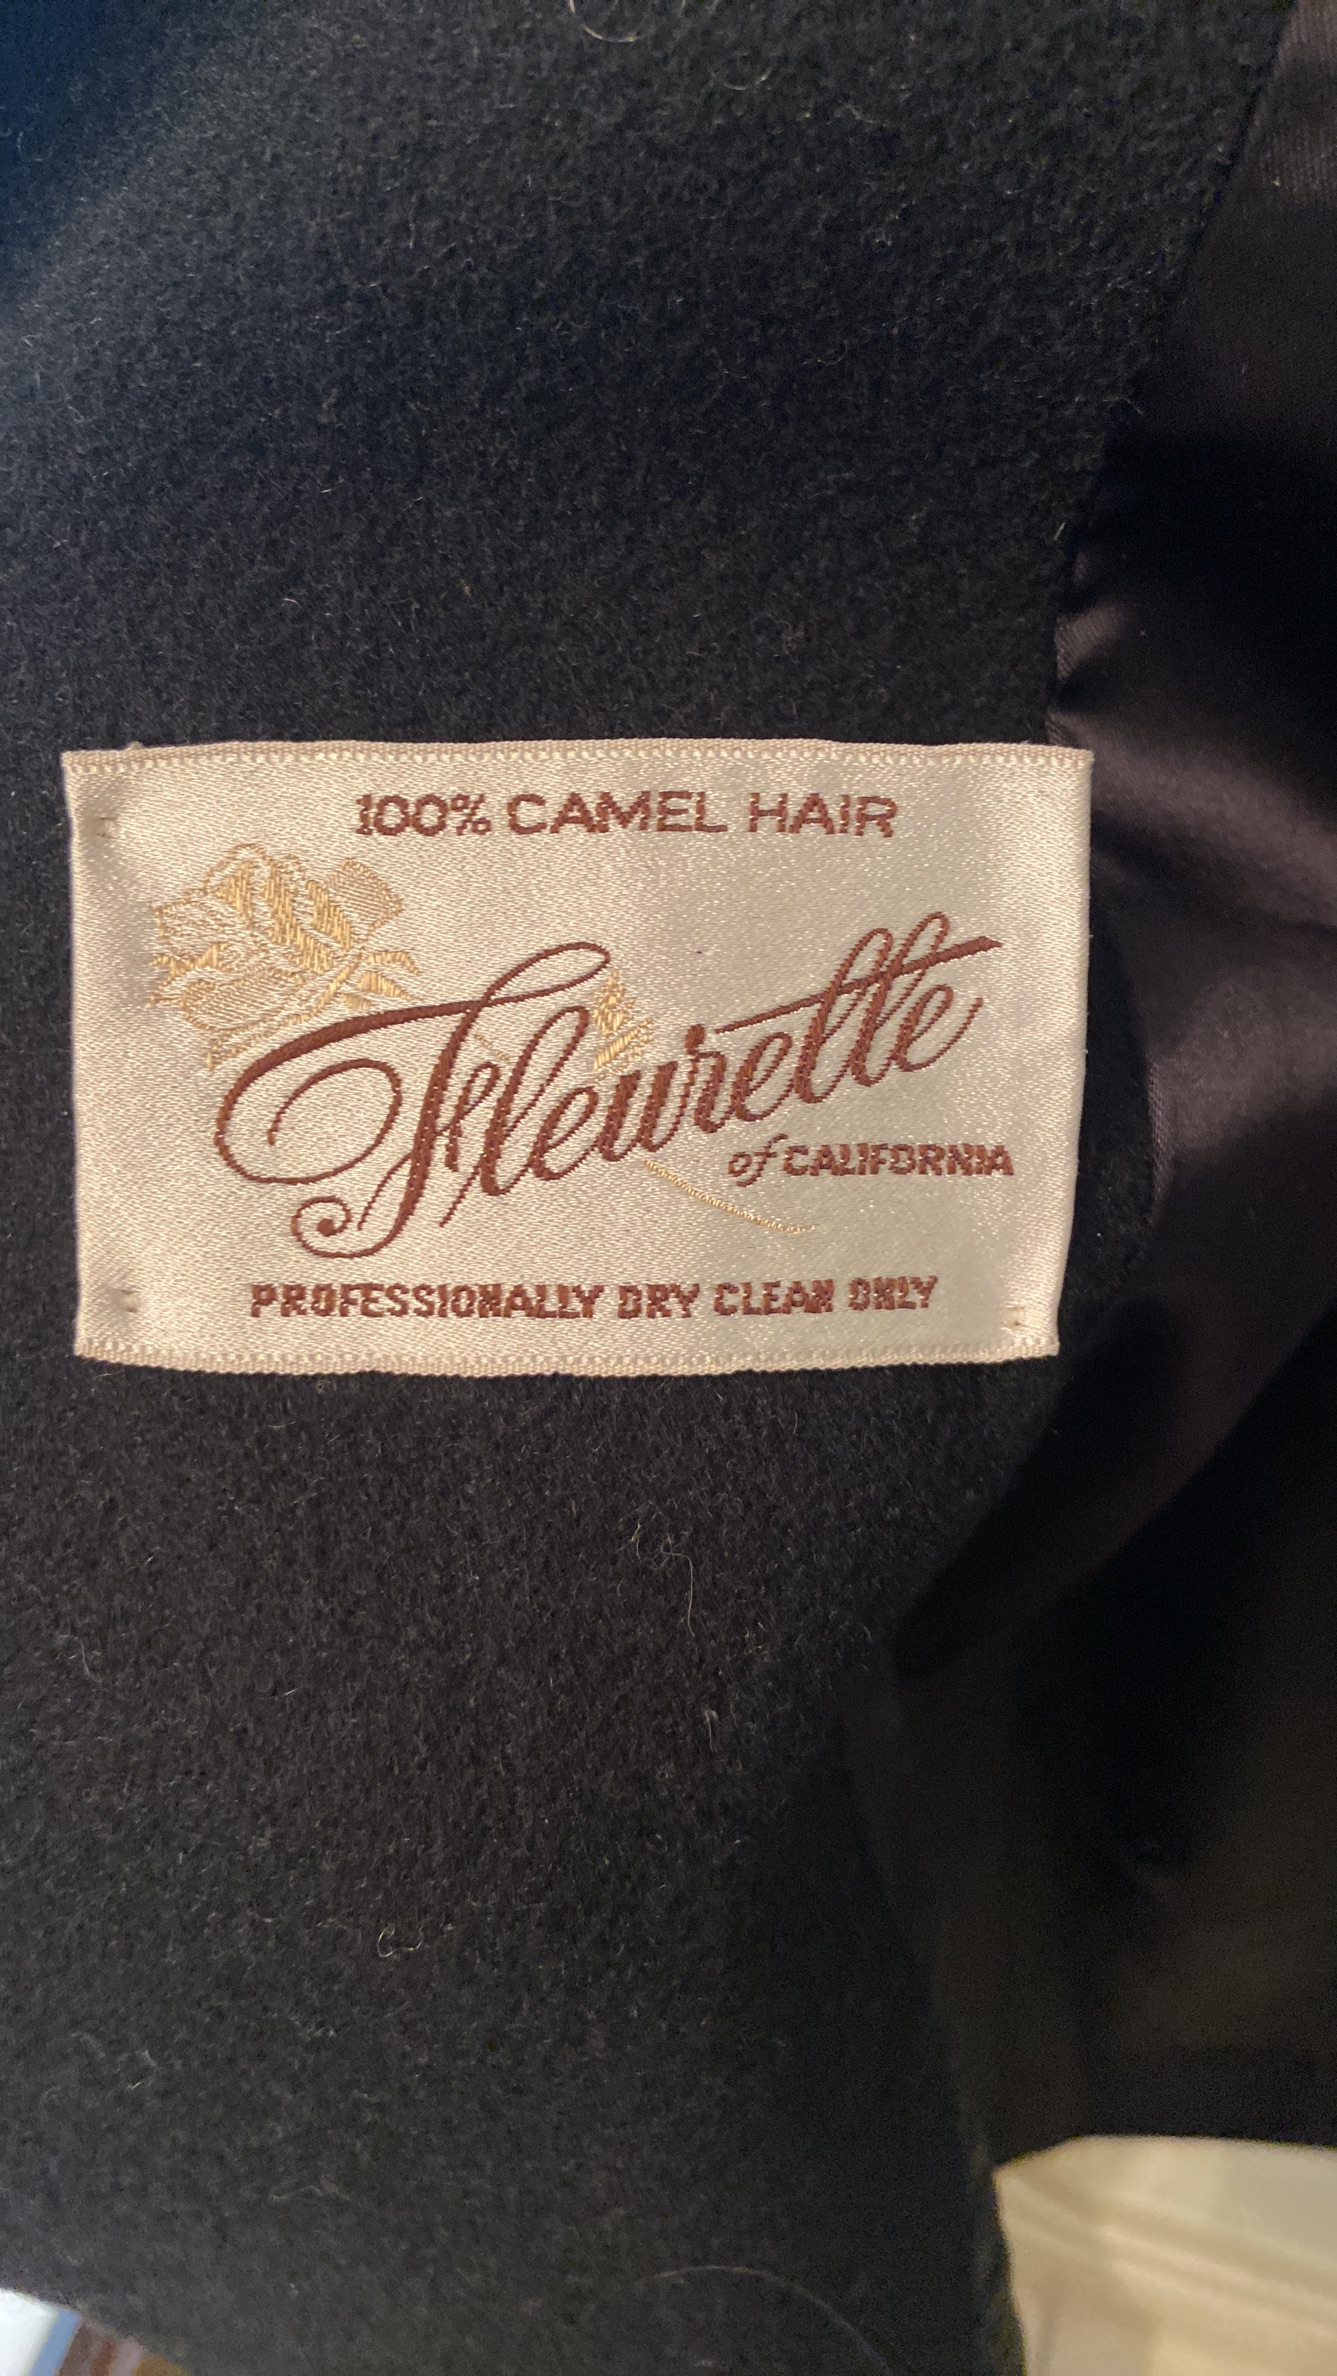 100% CAMEL HAIR
Fleurette
of CALIFORNIA
PROFESSIONALLY DRY CLEAN ONLY